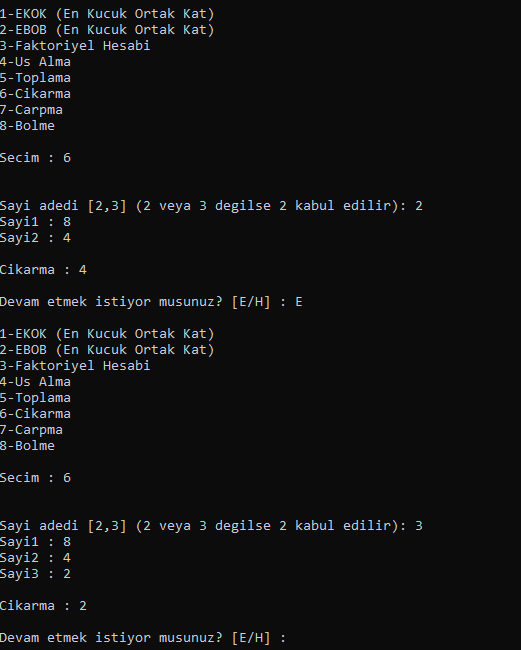 1-EKOK (En Kucuk Ortak Kat)
2-EBOB (En Kucuk Ortak Kat)
3-Faktoriyel Hesabi
4-Us Alma
5-Toplama
6-Cikarma
7-Carpma
8-Bolme
Secim : 6
Sayi adedi [2,3] (2 veya 3 degilse 2 kabul edilir): 2
Sayi1 : 8
Sayi2 : 4
Cikarma : 4
Devam etmek istiyor musunuz? [E/H] : E
1-EKOK (En Kucuk Ortak Kat)
2-EBOB (En Kucuk Ortak Kat)
3-Faktoriyel Hesabi
4-Us Alma
5-Toplama
6-Cikarma
7-Carpma
8-Bolme
Secim : 6
Sayi adedi [2,3] (2 veya 3 degilse 2 kabul edilir): 3
Sayi1 : 8
Sayi2 : 4
Sayi3 : 2
Cikarma : 2
Devam etmek istiyor musunuz? [E/H] :